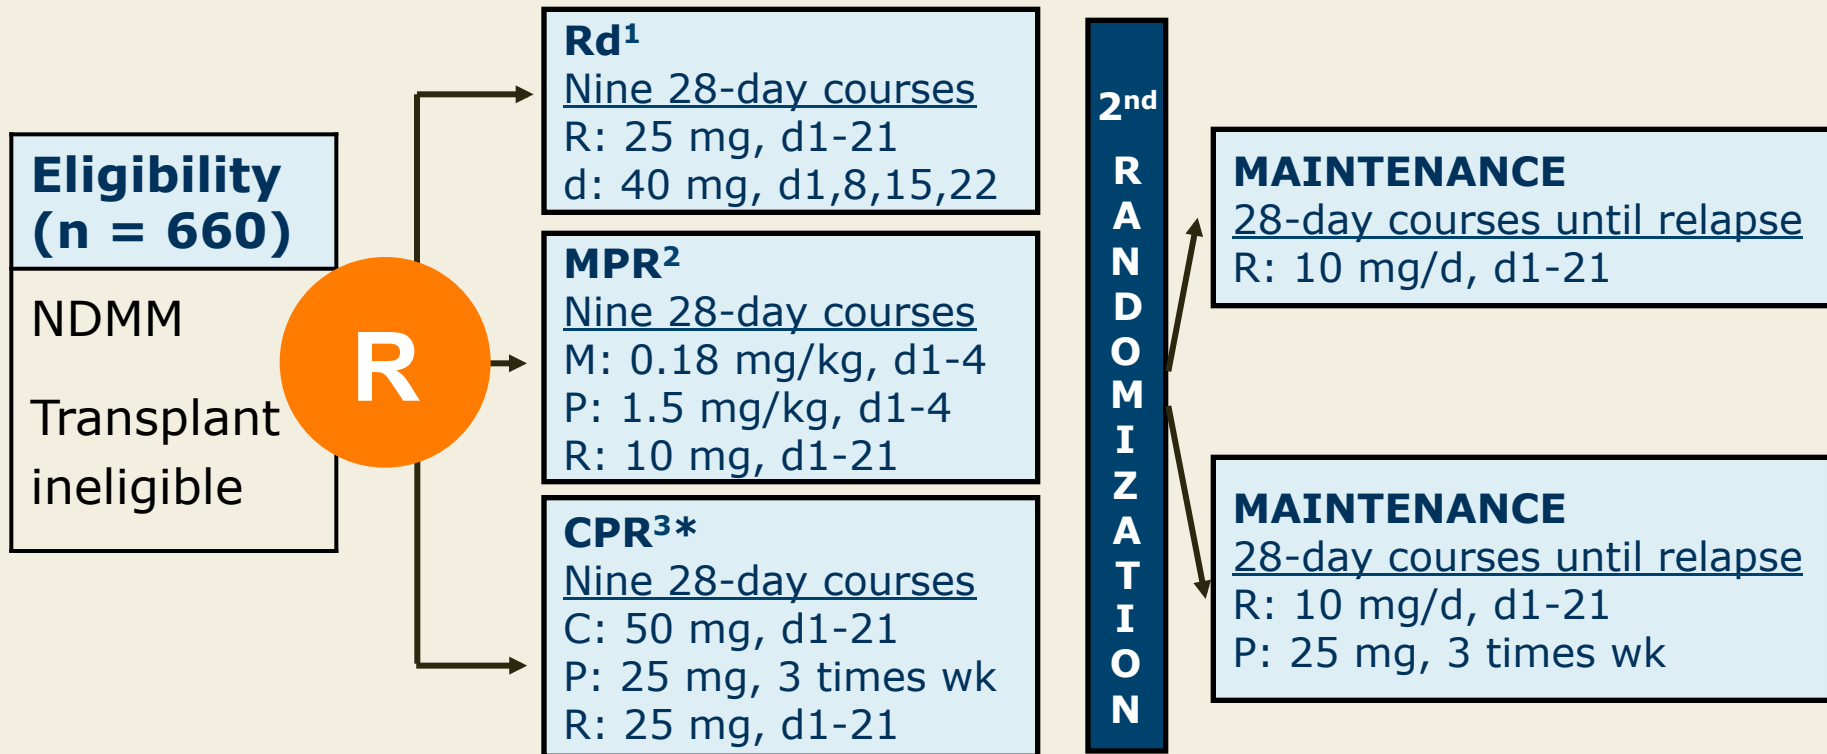 Eligibility
(n = 660)
NDMM
Transplant
ineligible
R
Rd¹
Nine 28-day courses
R: 25 mg, d1-21
d: 40 mg, d1,8,15,22
MPR²
Nine 28-day courses
M: 0.18 mg/kg, d1-4
P: 1.5 mg/kg, d1-4
R: 10 mg, d1-21
CPR³*
Nine 28-day courses
C: 50 mg, d1-21
P: 25 mg, 3 times wk
R: 25 mg, d1-21
2nd
RANDOMIZATION
MAINTENANCE
28-day courses until relapse
R: 10 mg/d, d1-21
MAINTENANCE
28-day courses until relapse
R: 10 mg/d, d1-21
P: 25 mg, 3 times wk